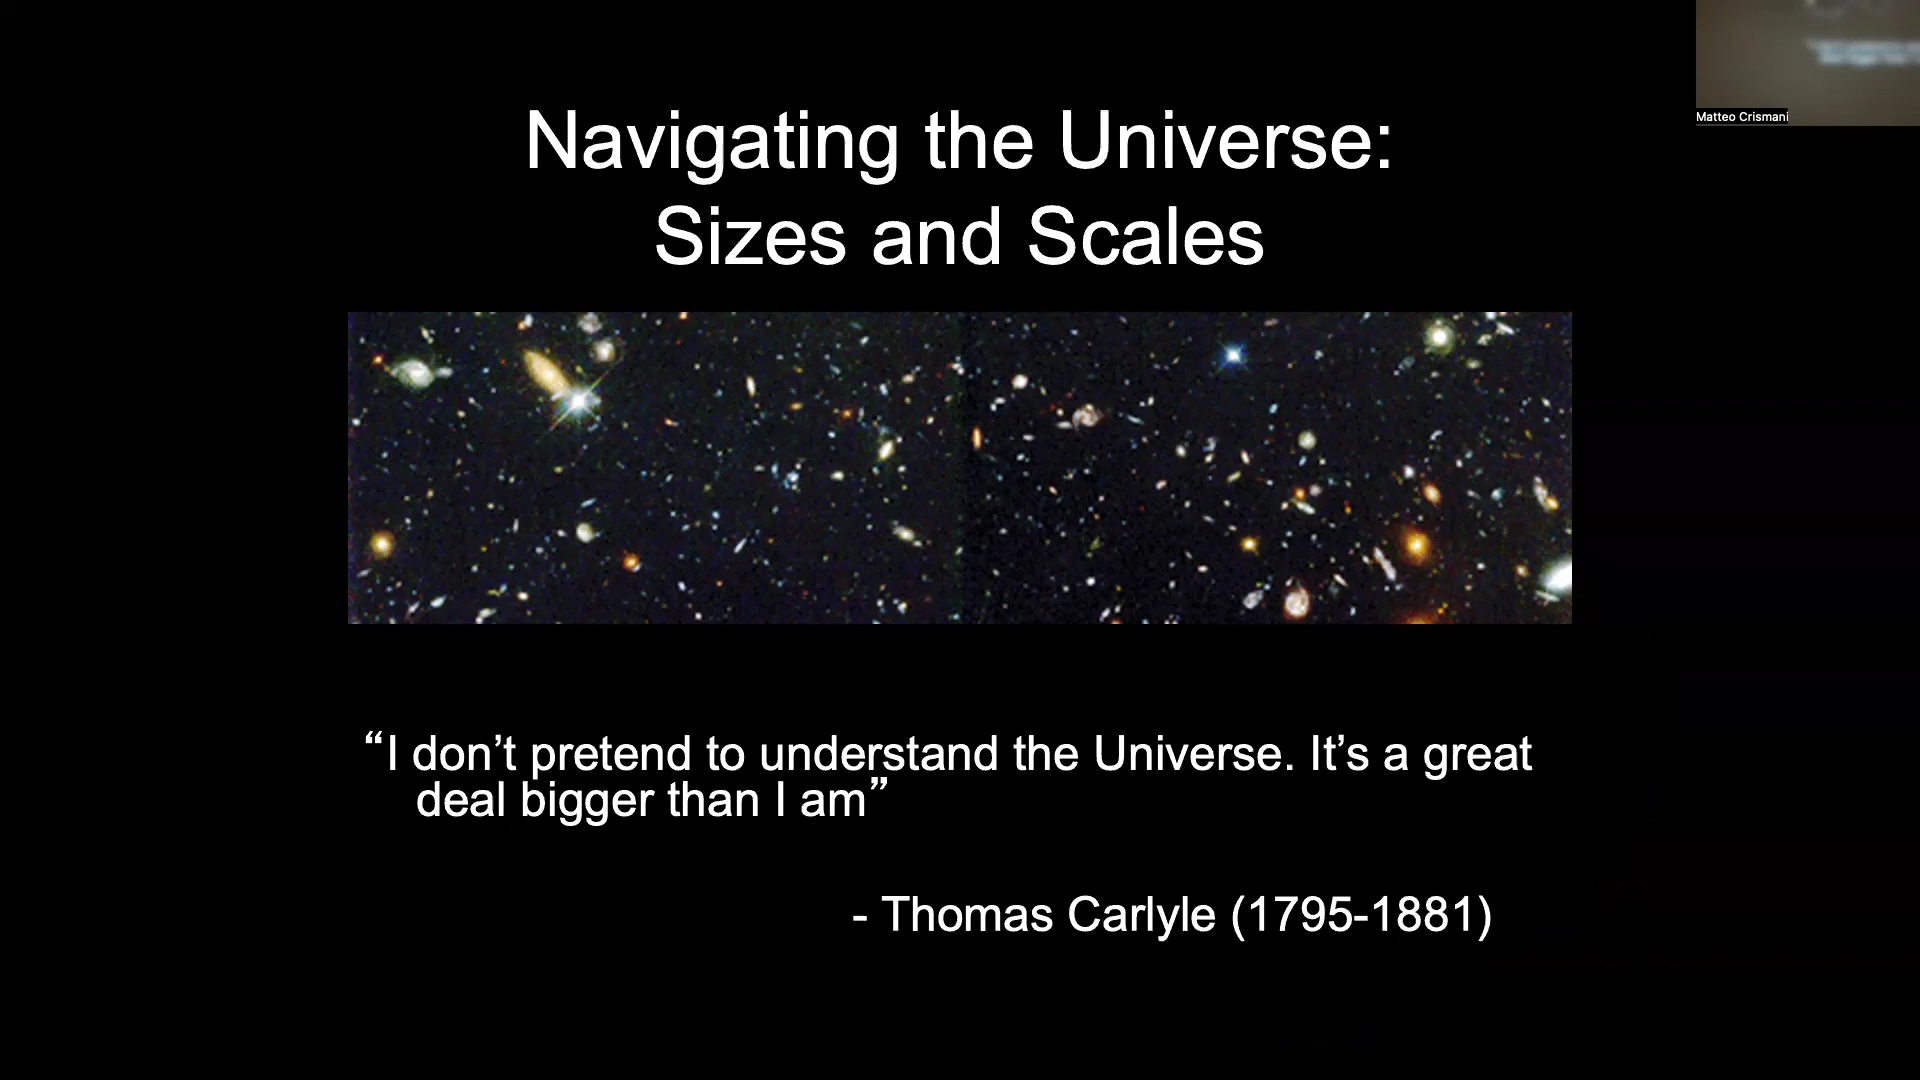 Navigating the Universe:
Sizes and Scales
“I don’t pretend to understand the Universe. It’s a great
deal bigger than I am”
- Thomas Carlyle (1795-1881)
Matteo Crismani